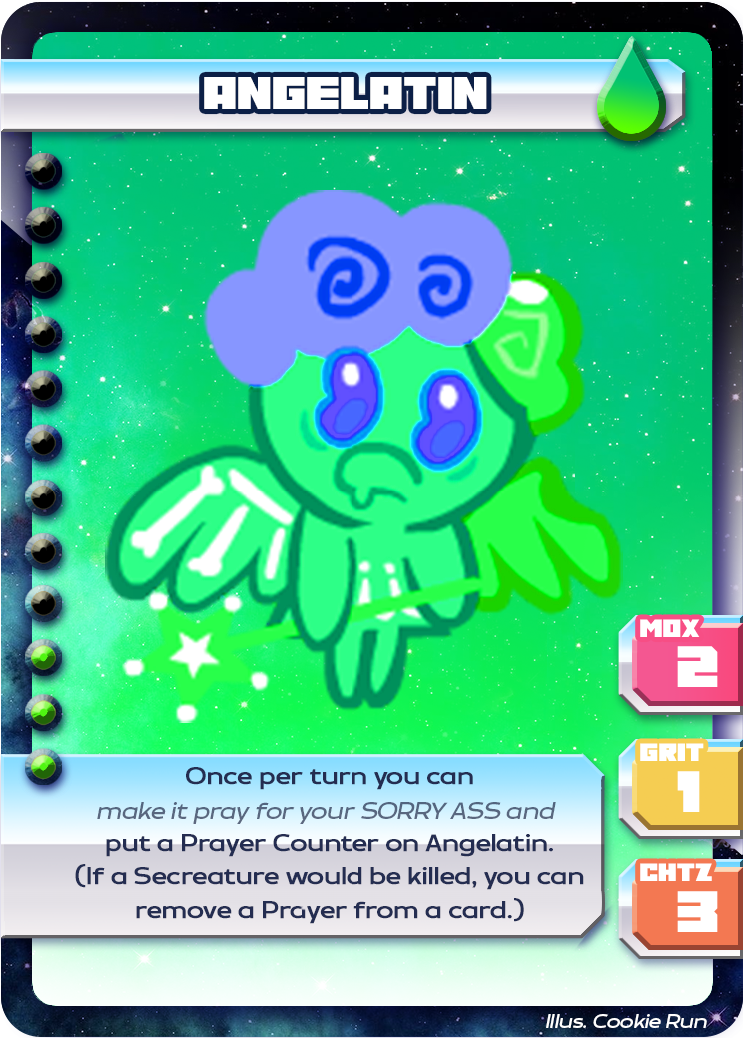 ANGELATIN
MOX
2
GRIT
1
CHTZ
3
Once per turn you can
make it pray for your SORRY ASS and
put a Prayer Counter on Angelatin.
(If a Secreature would be killed, you can
remove a Prayer from a card.)
Illus. Cookie Run